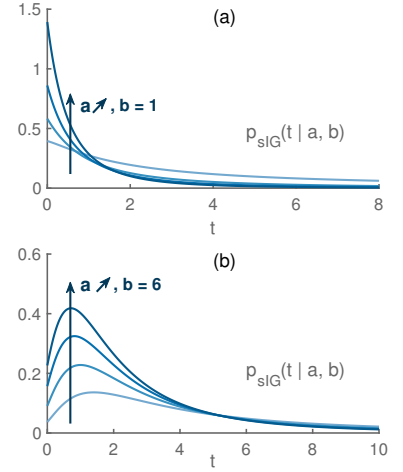 (a)
1.5
1
0.5
0
a↗, b = 1
p_sIG(t | a, b)
0 2 4 6 8
t
(b)
0.6
0.4
0.2
0
a ↗, b = 6
p_sIG(t | a, b)
0 2 4 6 8 10
t